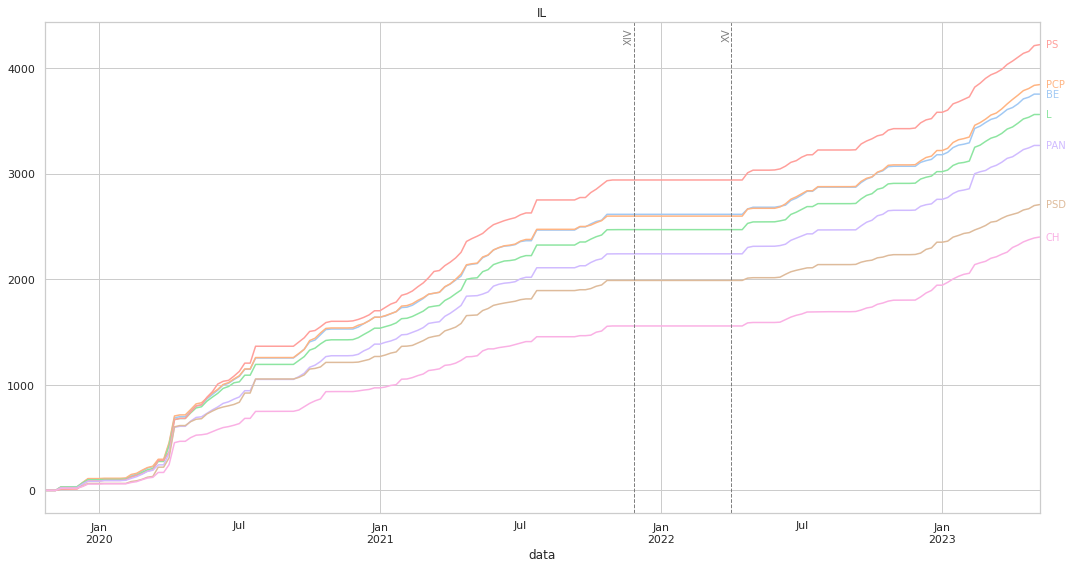 IL
XIV
XV
4000
3000
2000
1000
0
PS
PCP
BE
L
PAN
PSD
CH
Jan
2020
Jul
Jan
2021
Jul
Jan
2022
Jul
Jan
2023
data